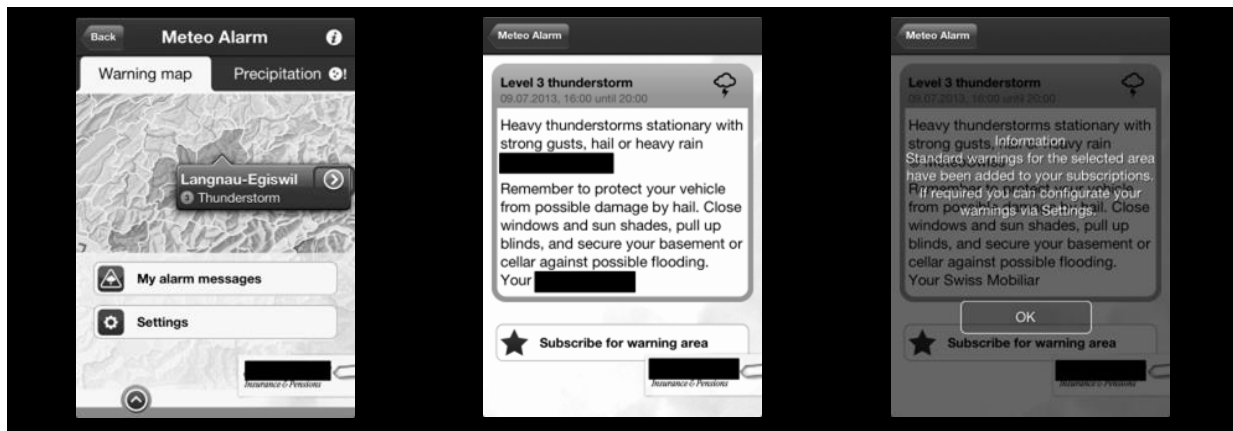 Back
Meteo Alarm
i
Warning map
Precipitation
!
Langnau-Egiswil
3 Thunderstorm
My alarm messages
Settings
Insurance & Pensions
Meteo Alarm
Level 3 thunderstorm
09.07.2013, 16:00 until 20:00
Heavy thunderstorms stationary with
strong gusts, hail or heavy rain
Remember to protect your vehicle
from possible damage by hail. Close
windows and sun shades, pull up
blinds, and secure your basement or
cellar against possible flooding.
Your
Subscribe for warning area
Insurance & Pensions
Meteo Alarm
Level 3 thunderstorm
09.07.2013, 16:00 until 20:00
Heavy thunderstorms stationary with
strong gusts, hail or heavy rain
Information
Standard warnings for the selected area
have been added to your subscriptions.
If required you can configurate your
warnings via Settings.
Remember to protect your vehicle
from possible damage by hail. Close
windows and sun shades, pull up
blinds, and secure your basement or
cellar against possible flooding.
Your Swiss Mobiliar
OK
Subscribe for warning area
Insurance & Pensions